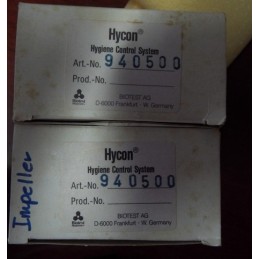 Hycon®
Hygiene Control System
Art.-No. 940500
Prod.-No.
BIOTEST AG
D-6000 Frankfurt · W. Germany
Impeller
Hycon®
Hygiene Control System
Art.-No. 940500
Prod.-No.
BIOTEST AG
D-6000 Frankfurt · W. Germany